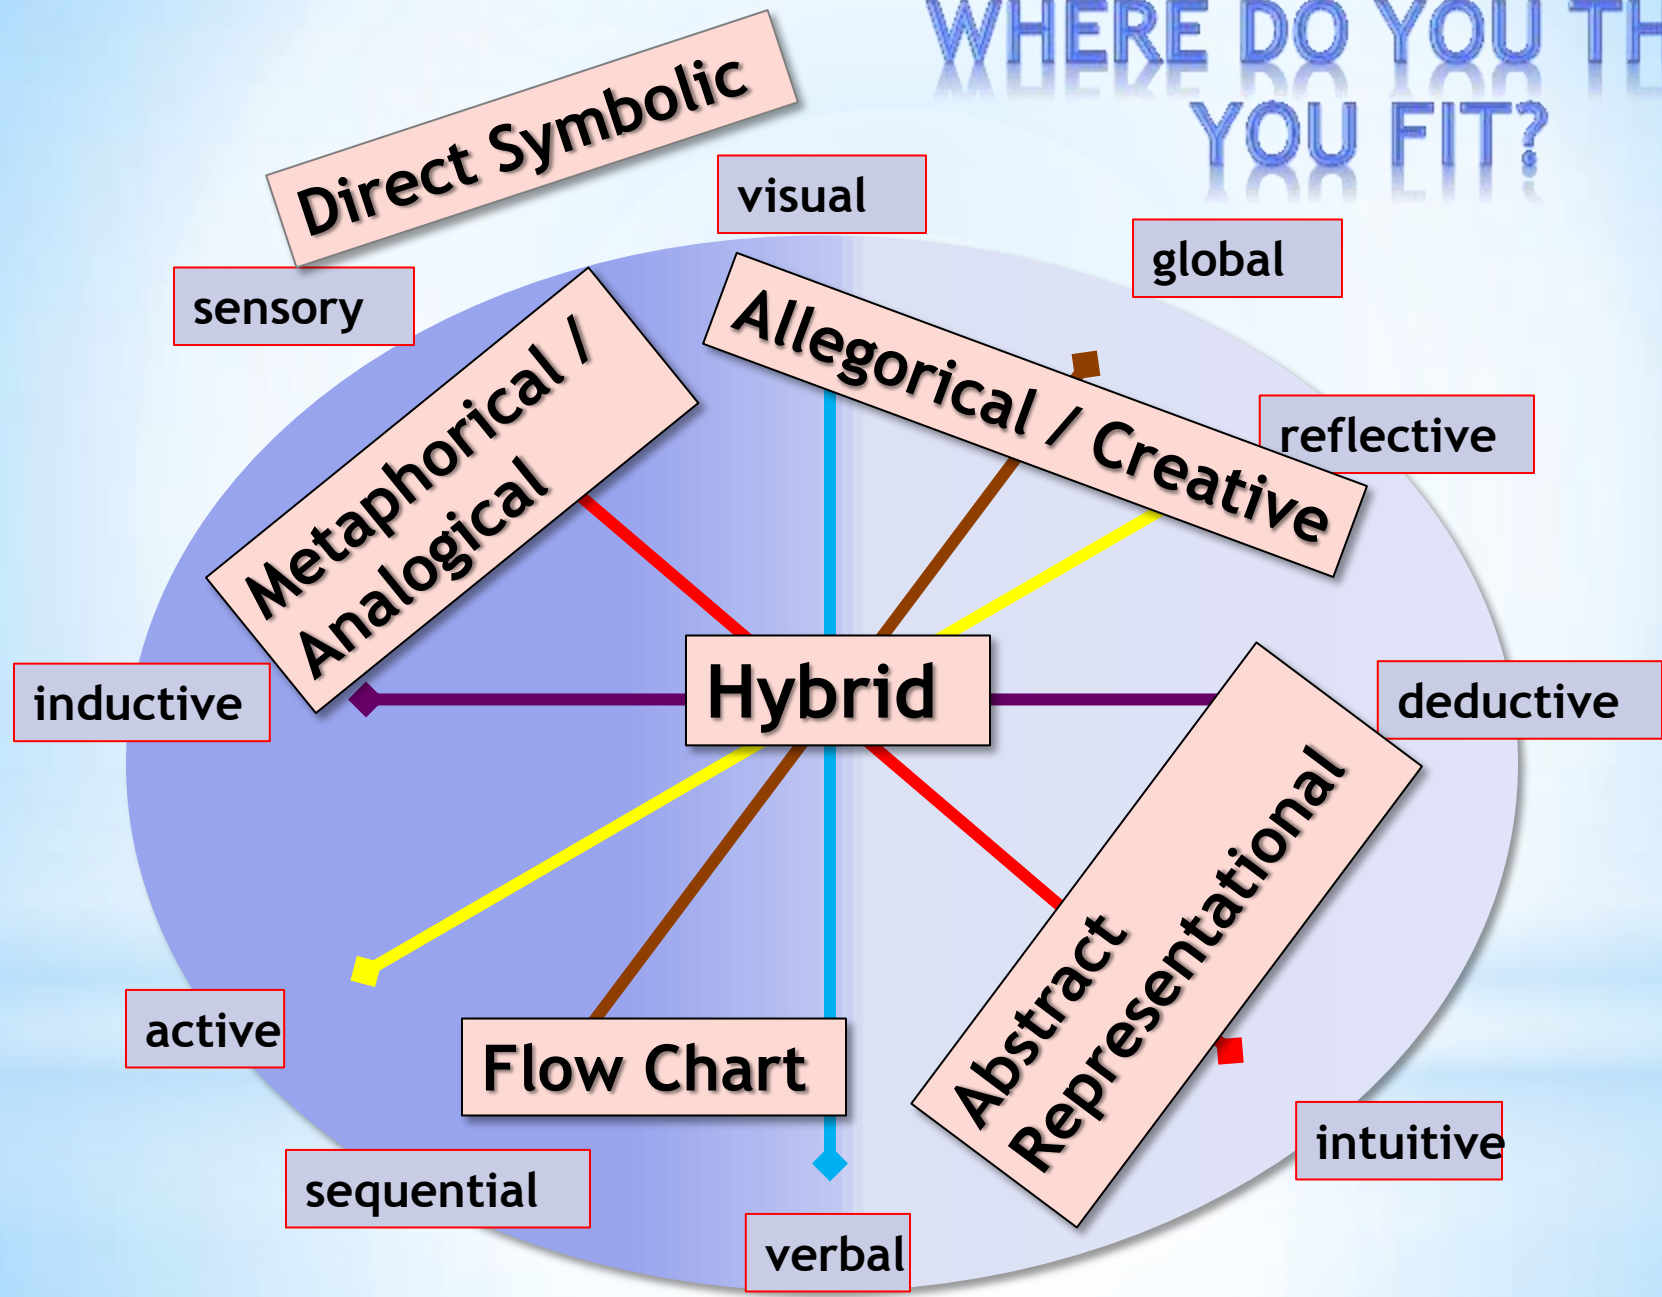 WHERE DO YOU TH
YOU FIT?
Direct Symbolic
visual
global
sensory
Metaphorical /
Analogical
Allegorical / Creative
reflective
inductive
Hybrid
deductive
Abstract
Representational
active
Flow Chart
intuitive
sequential
verbal